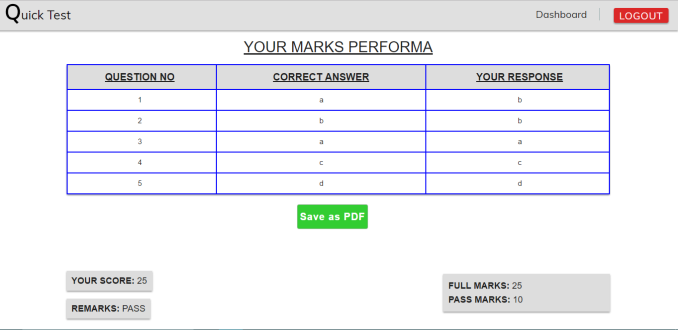 Quick Test
Dashboard
LOGOUT
YOUR MARKS PERFORMA
QUESTION NO CORRECT ANSWER YOUR RESPONSE
1 a b
2 b b
3 a a
4 c c
5 d d
Save as PDF
YOUR SCORE: 25
REMARKS: PASS
FULL MARKS: 25
PASS MARKS: 10